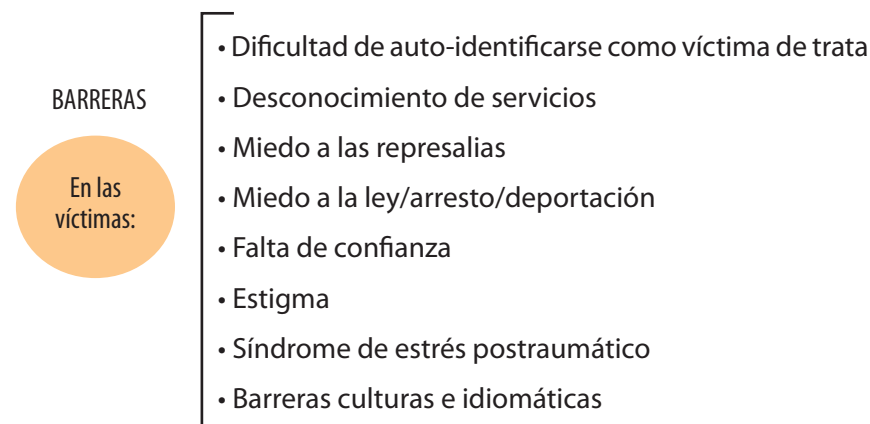 BARRERAS
En las
víctimas:
• Dificultad de auto-identificarse como víctima de trata
• Desconocimiento de servicios
• Miedo a las represalias
• Miedo a la ley/arresto/deportación
• Falta de confianza
• Estigma
• Síndrome de estrés postraumático
• Barreras culturas e idiomáticas